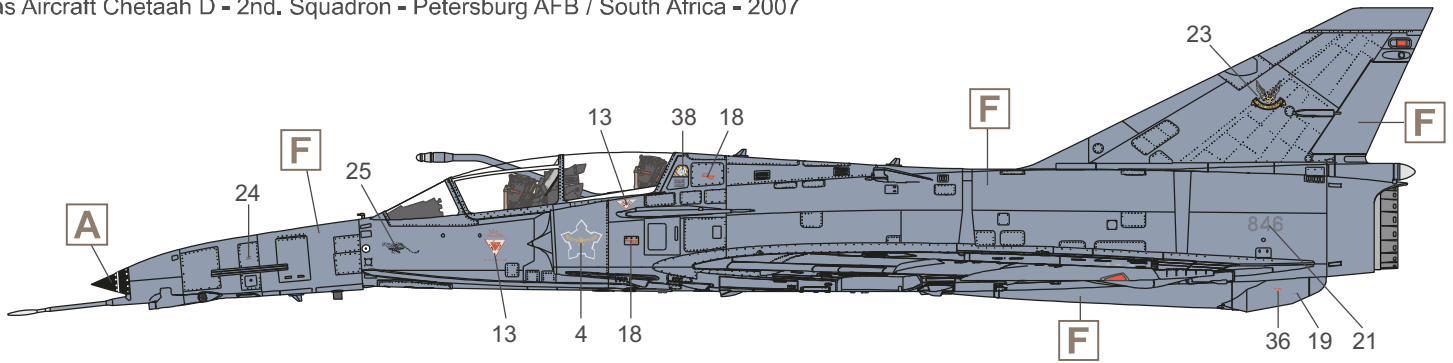 Aircraft Chetaah D - 2nd. Squadron - Petersburg AFB / South Africa - 2007
23
F
13 38 18
F
F
25
24
A
846
13 4 18
F
36 19 21